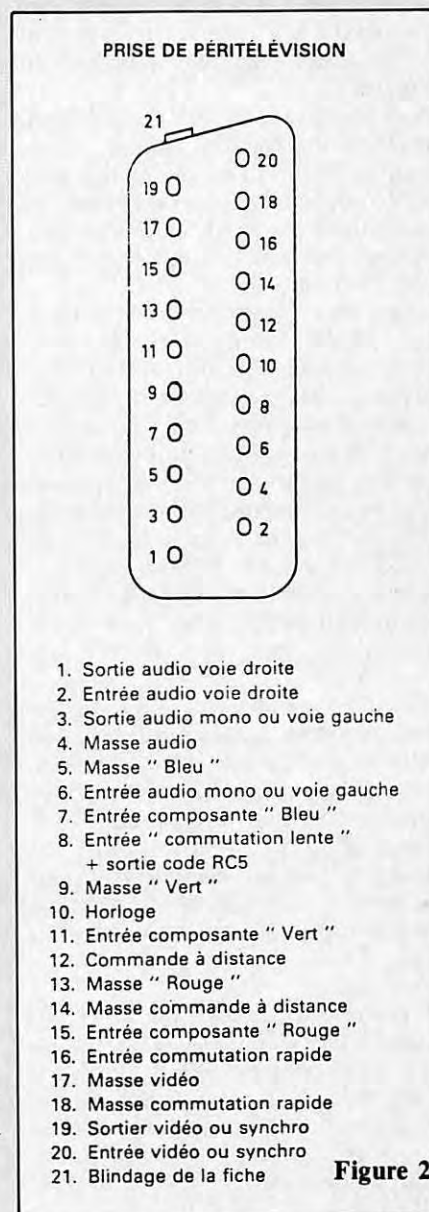 PRISE DE PÉRITÉLÉVISION
21
20
19
18
17
16
15
14
13
12
11
10
9
8
7
6
5
4
3
2
1
1. Sortie audio voie droite
2. Entrée audio voie droite
3. Sortie audio mono ou voie gauche
4. Masse audio
5. Masse " Bleu "
6. Entrée audio mono ou voie gauche
7. Entrée composante " Bleu "
8. Entrée " commutation lente "
+ sortie code RC5
9. Masse " Vert "
10. Horloge
11. Entrée composante " Vert "
12. Commande à distance
13. Masse " Rouge "
14. Masse commande à distance
15. Entrée composante " Rouge "
16. Entrée commutation rapide
17. Masse vidéo
18. Masse commutation rapide
19. Sortier vidéo ou synchro
20. Entrée vidéo ou synchro
21. Blindage de la fiche
Figure 2